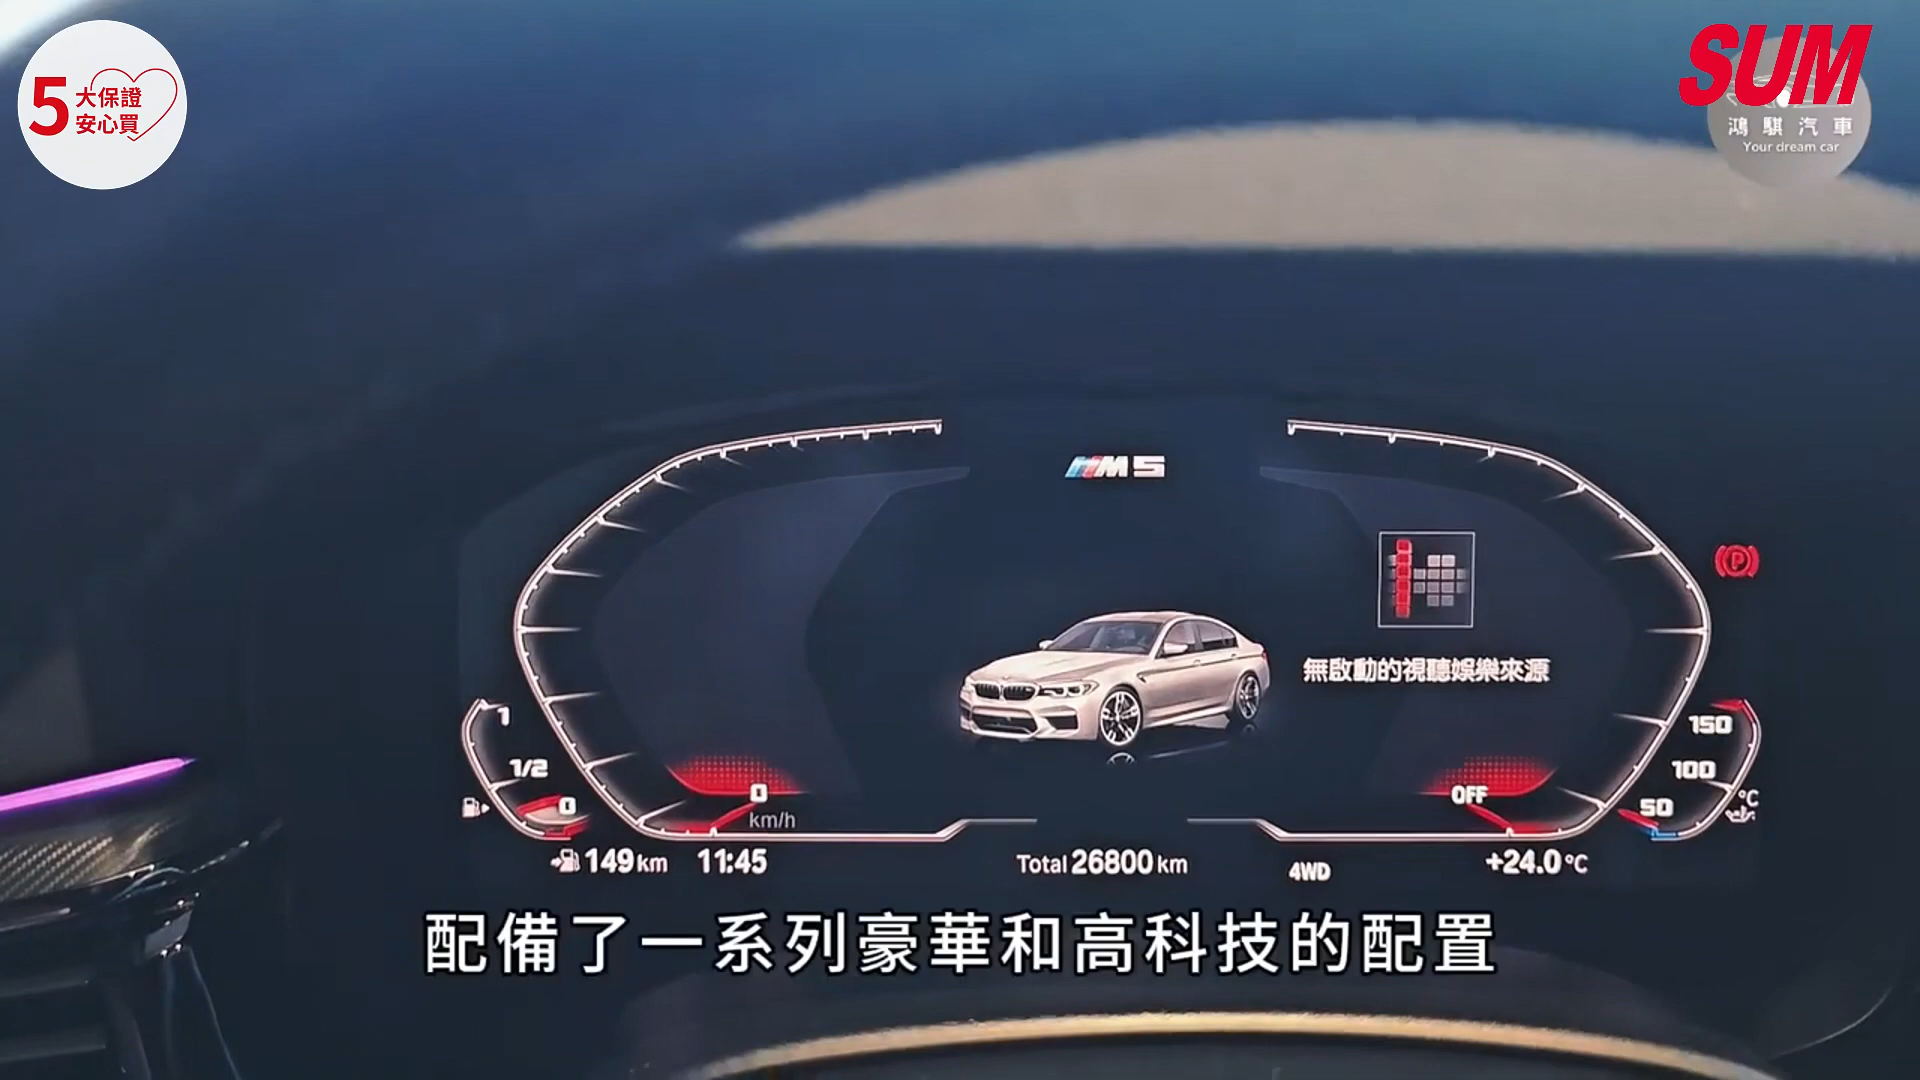 5大保證
安心買
SUM
鴻騏汽車
Your dream car
M5
無啟動的視聽娛樂來源
1
1/2
0
0
km/h
OFF
150
100
50
°C
149 km
11:45
Total 26800 km
4WD
+24.0 °C
配備了一系列豪華和高科技的配置